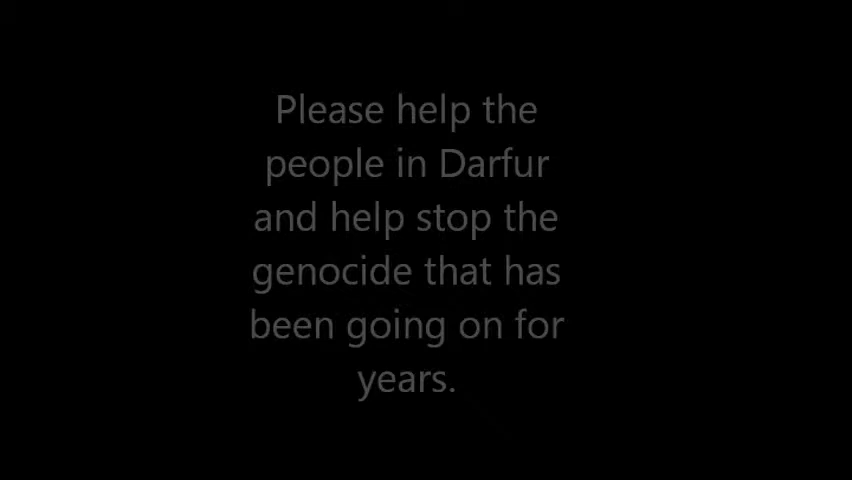 Please help the
people in Darfur
and help stop the
genocide that has
been going on for
years.